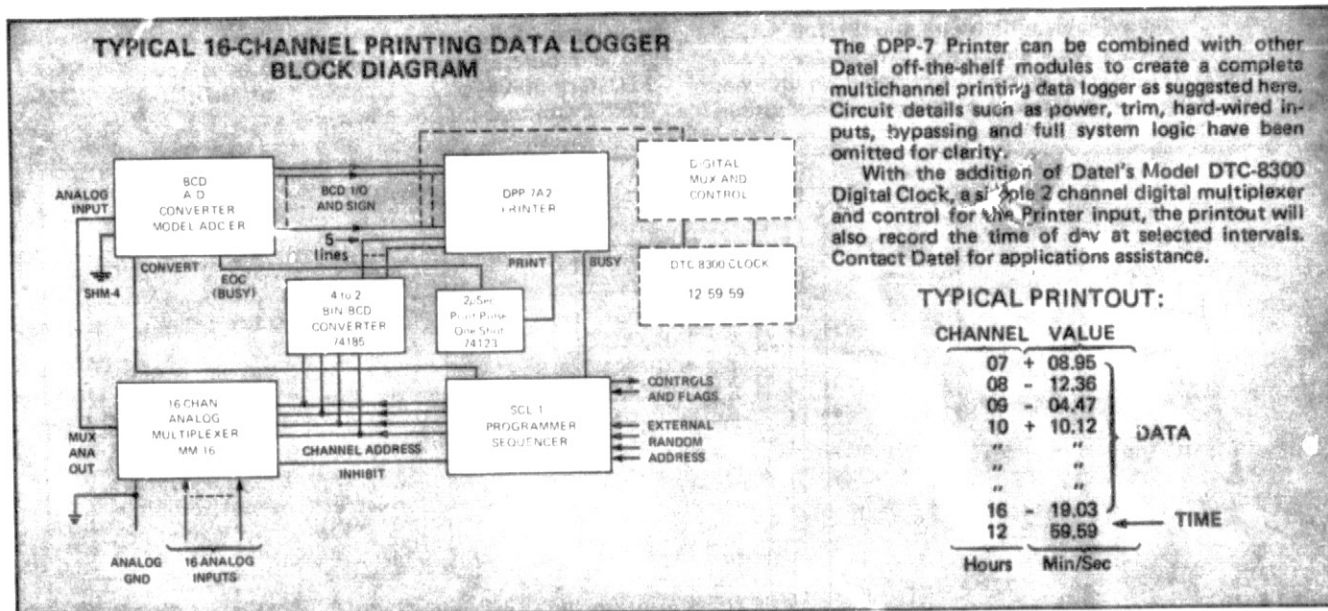 TYPICAL 16-CHANNEL PRINTING DATA LOGGER
BLOCK DIAGRAM
ANALOG
INPUT
BCD
A D
CONVERTER
MODEL ADC ER
BCD I/O
AND SIGN
DPP 7A2
PRINTER
DIGITAL
MUX AND
CONTROL
5
lines
SHM-4
CONVERT
EOC
(BUSY)
PRINT
BUSY
DTC 8300 CLOCK
12 59 59
4 to 2
BIN BCD
CONVERTER
74185
2μSec
Print Pulse
One Shot
74123
16 CHAN
ANALOG
MULTIPLEXER
MM 16
SCL 1
PROGRAMMER
SEQUENCER
CONTROLS
AND FLAGS
EXTERNAL
RANDOM
ADDRESS
MUX
ANA
OUT
CHANNEL ADDRESS
INHIBIT
ANALOG
GND
16 ANALOG
INPUTS
The DPP-7 Printer can be combined with other
Datel off-the-shelf modules to create a complete
multichannel printing data logger as suggested here.
Circuit details such as power, trim, hard-wired in-
puts, bypassing and full system logic have been
omitted for clarity.
With the addition of Datel's Model DTC-8300
Digital Clock, a 2 channel digital multiplexer
and control for the Printer input, the printout will
also record the time of day at selected intervals.
Contact Datel for applications assistance.
TYPICAL PRINTOUT:
CHANNEL VALUE
07 + 08.95
08 - 12.36
09 - 04.47
10 + 10.12
" "
" "
" "
16 - 19.03
12 59.59
DATA
TIME
Hours Min/Sec